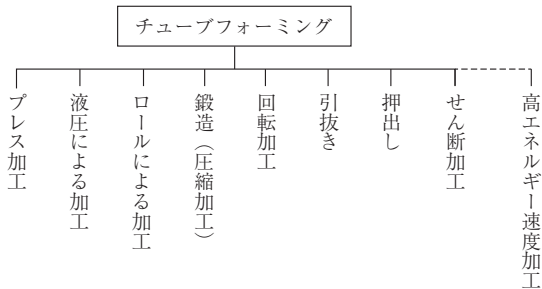 チューブフォーミング
プレス加工
液圧による加工
ロールによる加工
鍛造（圧縮加工）
回転加工
引抜き
押出し
せん断加工
高エネルギー速度加工